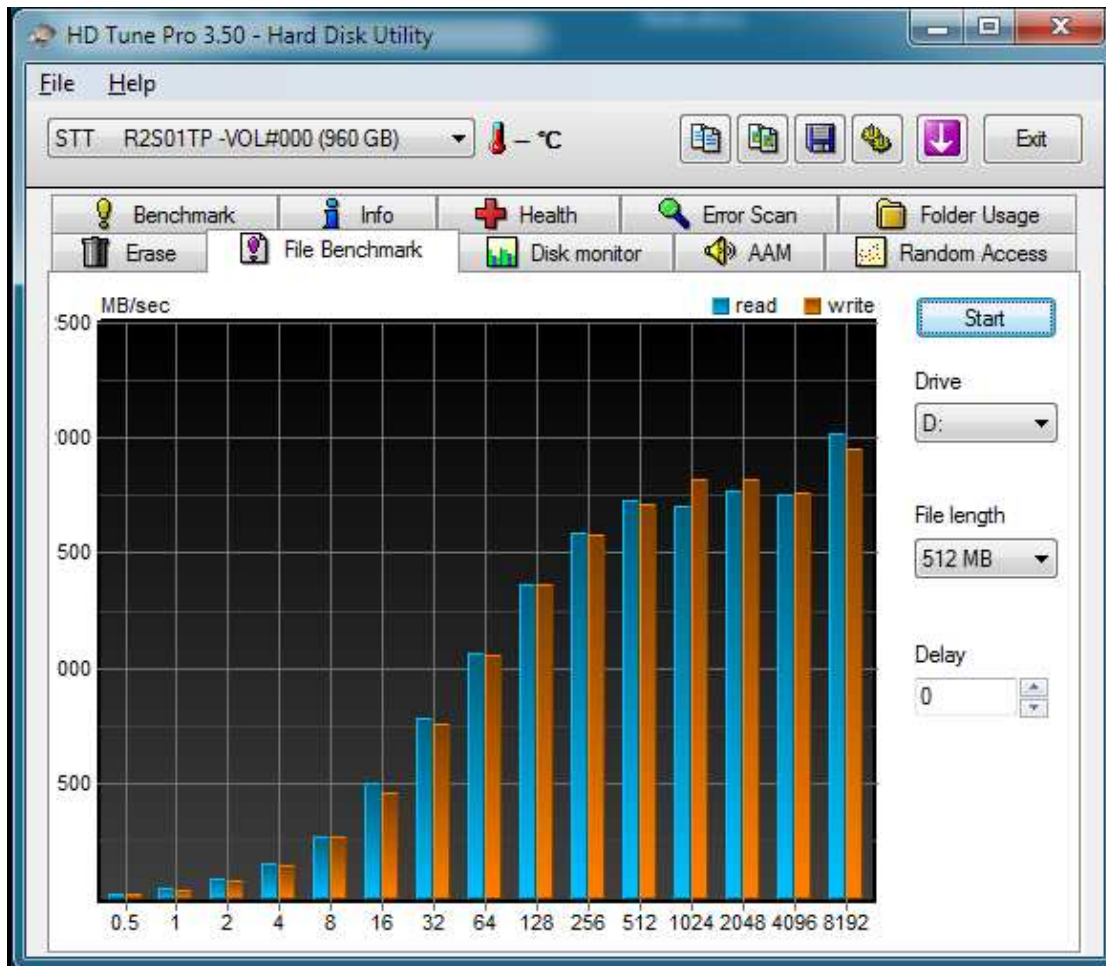 HD Tune Pro 3.50 - Hard Disk Utility
X
File Help
STT R2S01TP -VOL#000 (960 GB)
– °C
Exit
Benchmark Info Health Error Scan Folder Usage
Erase File Benchmark Disk monitor AAM Random Access
MB/sec read write
500
Start
Drive
000
D:
File length
500
512 MB
Delay
000
0
500
0.5 1 2 4 8 16 32 64 128 256 512 1024 2048 4096 8192